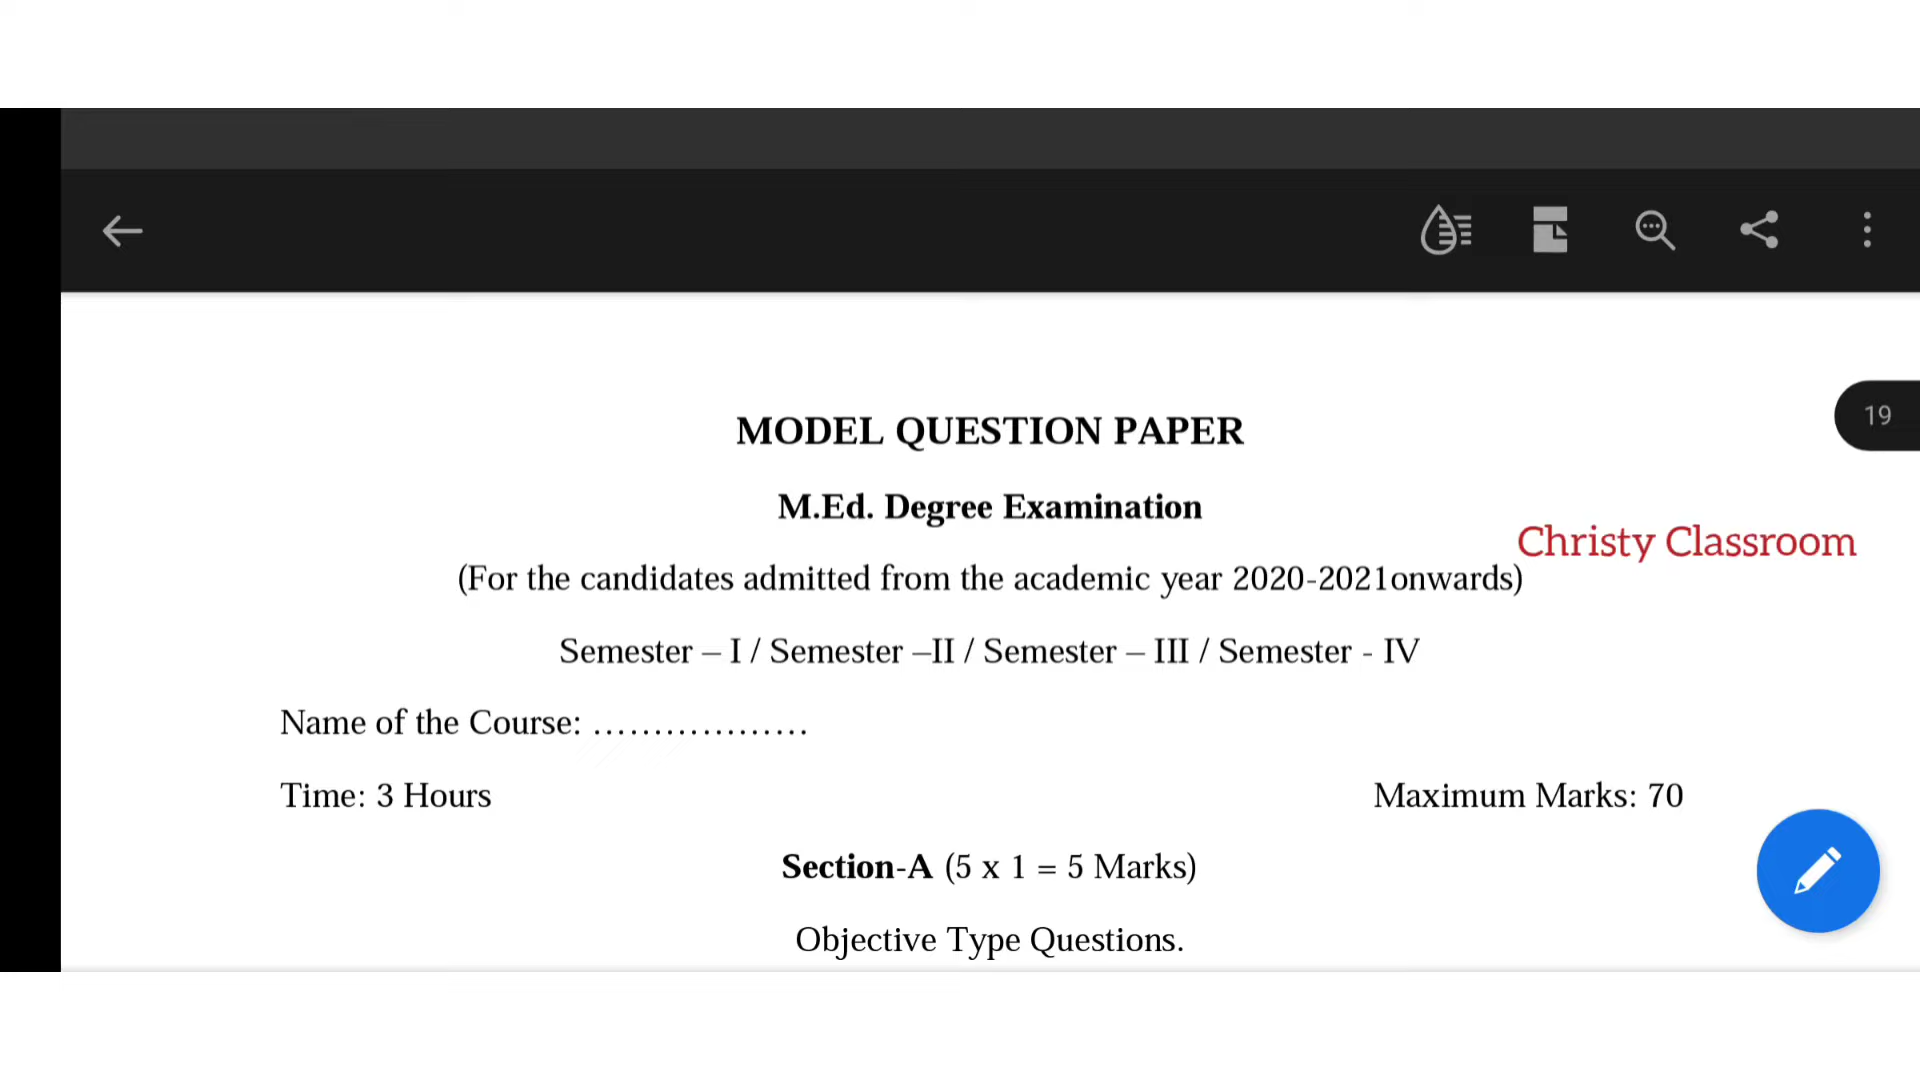 19
MODEL QUESTION PAPER
M.Ed. Degree Examination
Christy Classroom
(For the candidates admitted from the academic year 2020-2021onwards)
Semester – I / Semester –II / Semester – III / Semester - IV
Name of the Course: ..................
Time: 3 Hours Maximum Marks: 70
Section-A (5 x 1 = 5 Marks)
Objective Type Questions.